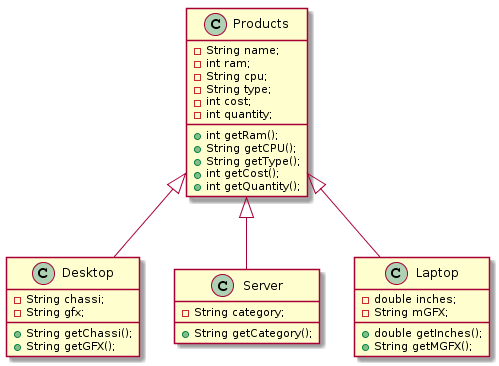 C Products
String name;
int ram;
String cpu;
String type;
int cost;
int quantity;
int getRam();
String getCPU();
String getType();
int getCost();
int getQuantity();
C Desktop
String chassi;
String gfx;
String getChassi();
String getGFX();
C Server
String category;
String getCategory();
C Laptop
double inches;
String mGFX;
double getInches();
String getMGFX();